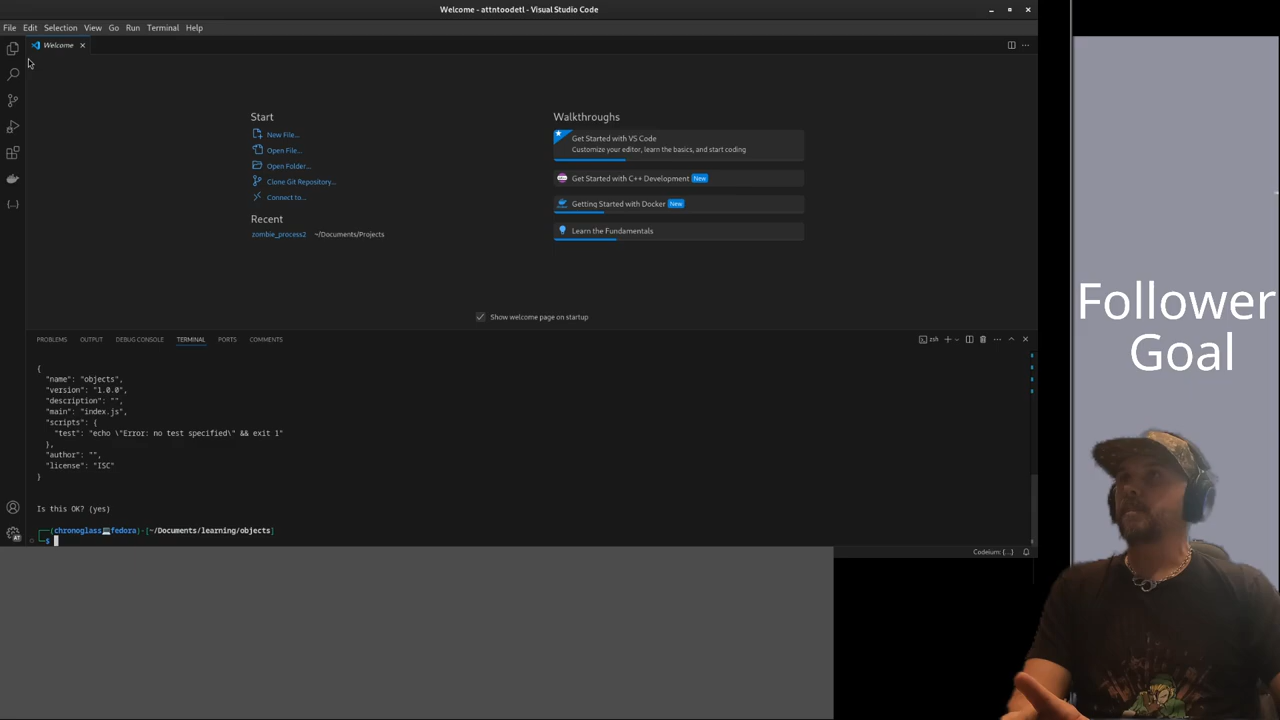 Welcome - attntoodetl - Visual Studio Code
File Edit Selection View Go Run Terminal Help
Welcome
Start
New File...
Open File...
Open Folder...
Clone Git Repository...
Connect to...
Recent
zombie_process2 ~/Documents/Projects
Walkthroughs
Get Started with VS Code
Customize your editor, learn the basics, and start coding
Get Started with C++ Development New
Getting Started with Docker New
Learn the Fundamentals
Show welcome page on startup
PROBLEMS OUTPUT DEBUG CONSOLE TERMINAL PORTS COMMENTS
zsh
{
"name": "objects",
"version": "1.0.0",
"description": "",
"main": "index.js",
"scripts": {
"test": "echo \"Error: no test specified\" && exit 1"
},
"author": "",
"license": "ISC"
}
Is this OK? (yes)
(chronoglass💻fedora)-[~/Documents/learning/objects]
$
AT
Codeium: {...}
Follower
Goal